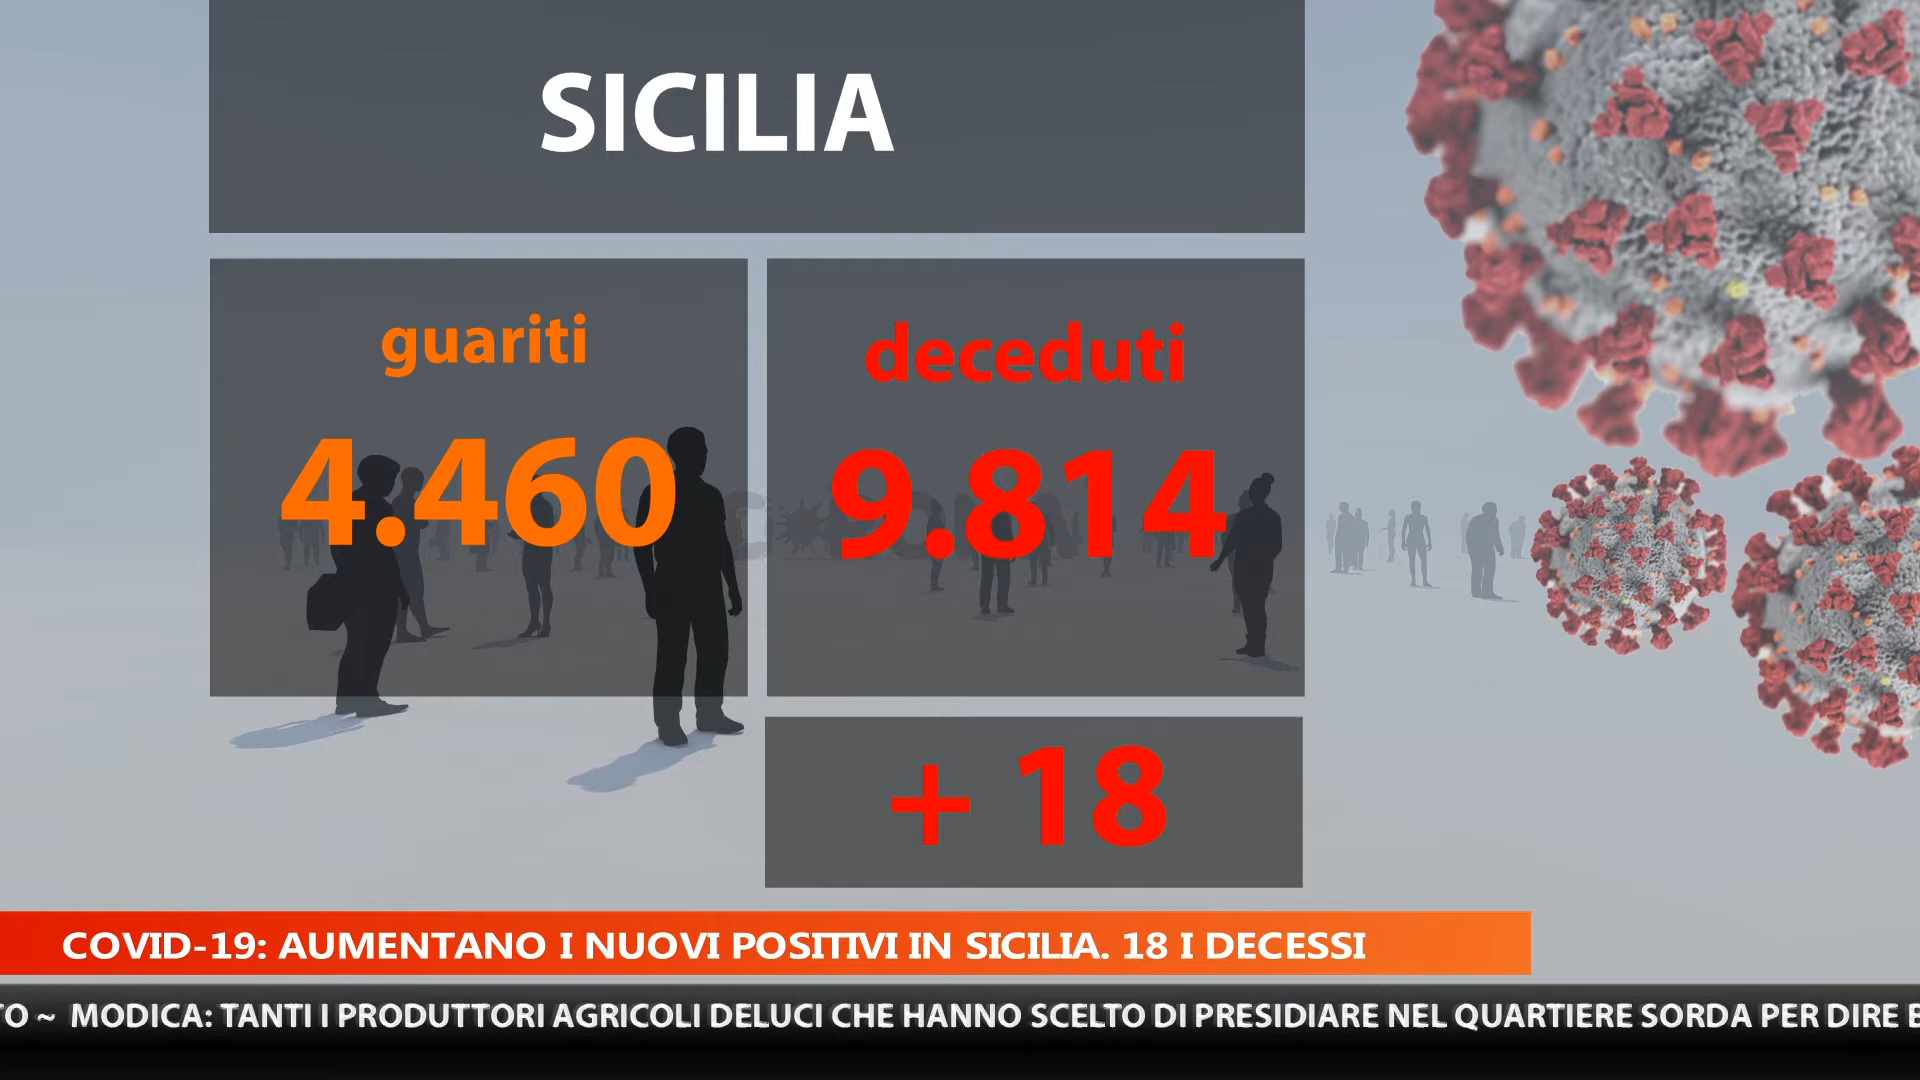 SICILIA
guariti
deceduti
4.460
9.814
+ 18
COVID-19: AUMENTANO I NUOVI POSITIVI IN SICILIA. 18 I DECESSI
~ MODICA: TANTI I PRODUTTORI AGRICOLI DELUCI CHE HANNO SCELTO DI PRESIDIARE NEL QUARTIERE SORDA PER DIRE